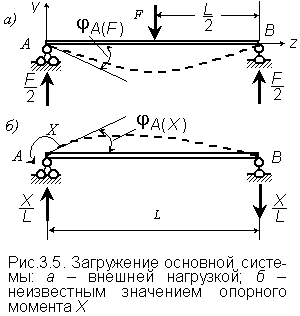 а)
V
F
L/2
φA(F)
A
B
Z
F/2
F/2
б)
X
φA(X)
A
B
X/L
L
X/L
Рис.3.5. Загружение основной систе-
мы: а – внешней нагрузкой; б –
неизвестным значением опорного
момента X